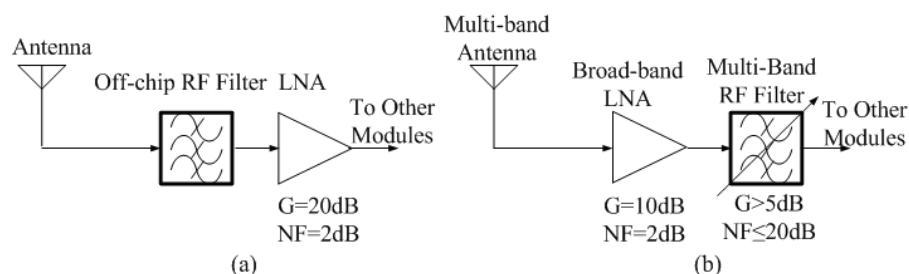 Antenna
Off-chip RF Filter LNA
To Other
Modules
G=20dB
NF=2dB
(a)
Multi-band
Antenna
Broad-band
LNA
Multi-Band
RF Filter
To Other
Modules
G=10dB
NF=2dB
G>5dB
NF≤20dB
(b)